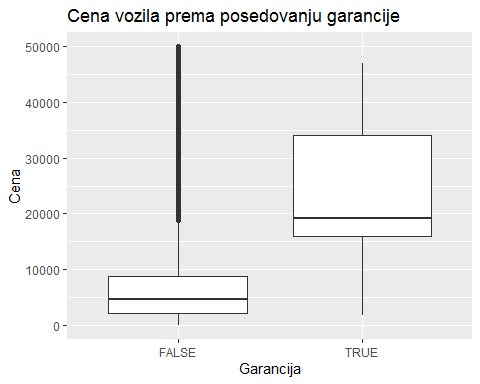 Cena vozila prema posedovanju garancije
50000
40000
30000
20000
10000
0
Cena
FALSE
TRUE
Garancija